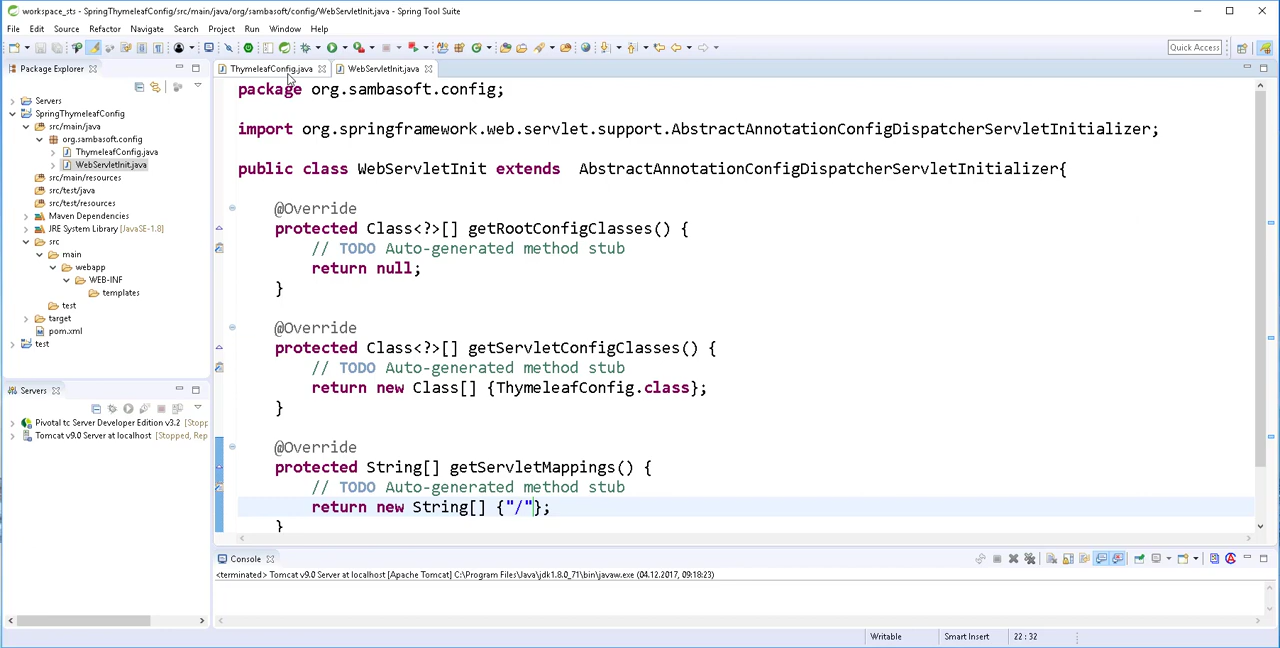 workspace_sts - SpringThymeleafConfig/src/main/java/org/sambasoft/config/WebServletInit.java - Spring Tool Suite
File Edit Source Refactor Navigate Search Project Run Window Help
Quick Access
Package Explorer
Servers
SpringThymeleafConfig
src/main/java
org.sambasoft.config
ThymeleafConfig.java
WebServletInit.java
src/main/resources
src/test/java
src/test/resources
Maven Dependencies
JRE System Library [JavaSE-1.8]
src
main
webapp
WEB-INF
templates
test
target
pom.xml
test
Servers
Pivotal tc Server Developer Edition v3.2 [Stopp
Tomcat v9.0 Server at localhost [Stopped, Rep
ThymeleafConfig.java WebServletInit.java
package org.sambasoft.config;
import org.springframework.web.servlet.support.AbstractAnnotationConfigDispatcherServletInitializer;
public class WebServletInit extends AbstractAnnotationConfigDispatcherServletInitializer{
@Override
protected Class<?>[] getRootConfigClasses() {
// TODO Auto-generated method stub
return null;
}
@Override
protected Class<?>[] getServletConfigClasses() {
// TODO Auto-generated method stub
return new Class[] {ThymeleafConfig.class};
}
@Override
protected String[] getServletMappings() {
// TODO Auto-generated method stub
return new String[] {"/"};
}
Console
<terminated> Tomcat v9.0 Server at localhost [Apache Tomcat] C:\Program Files\Java\jdk1.8.0_71\bin\javaw.exe (04.12.2017, 09:18:23)
Writable Smart Insert 22 : 32